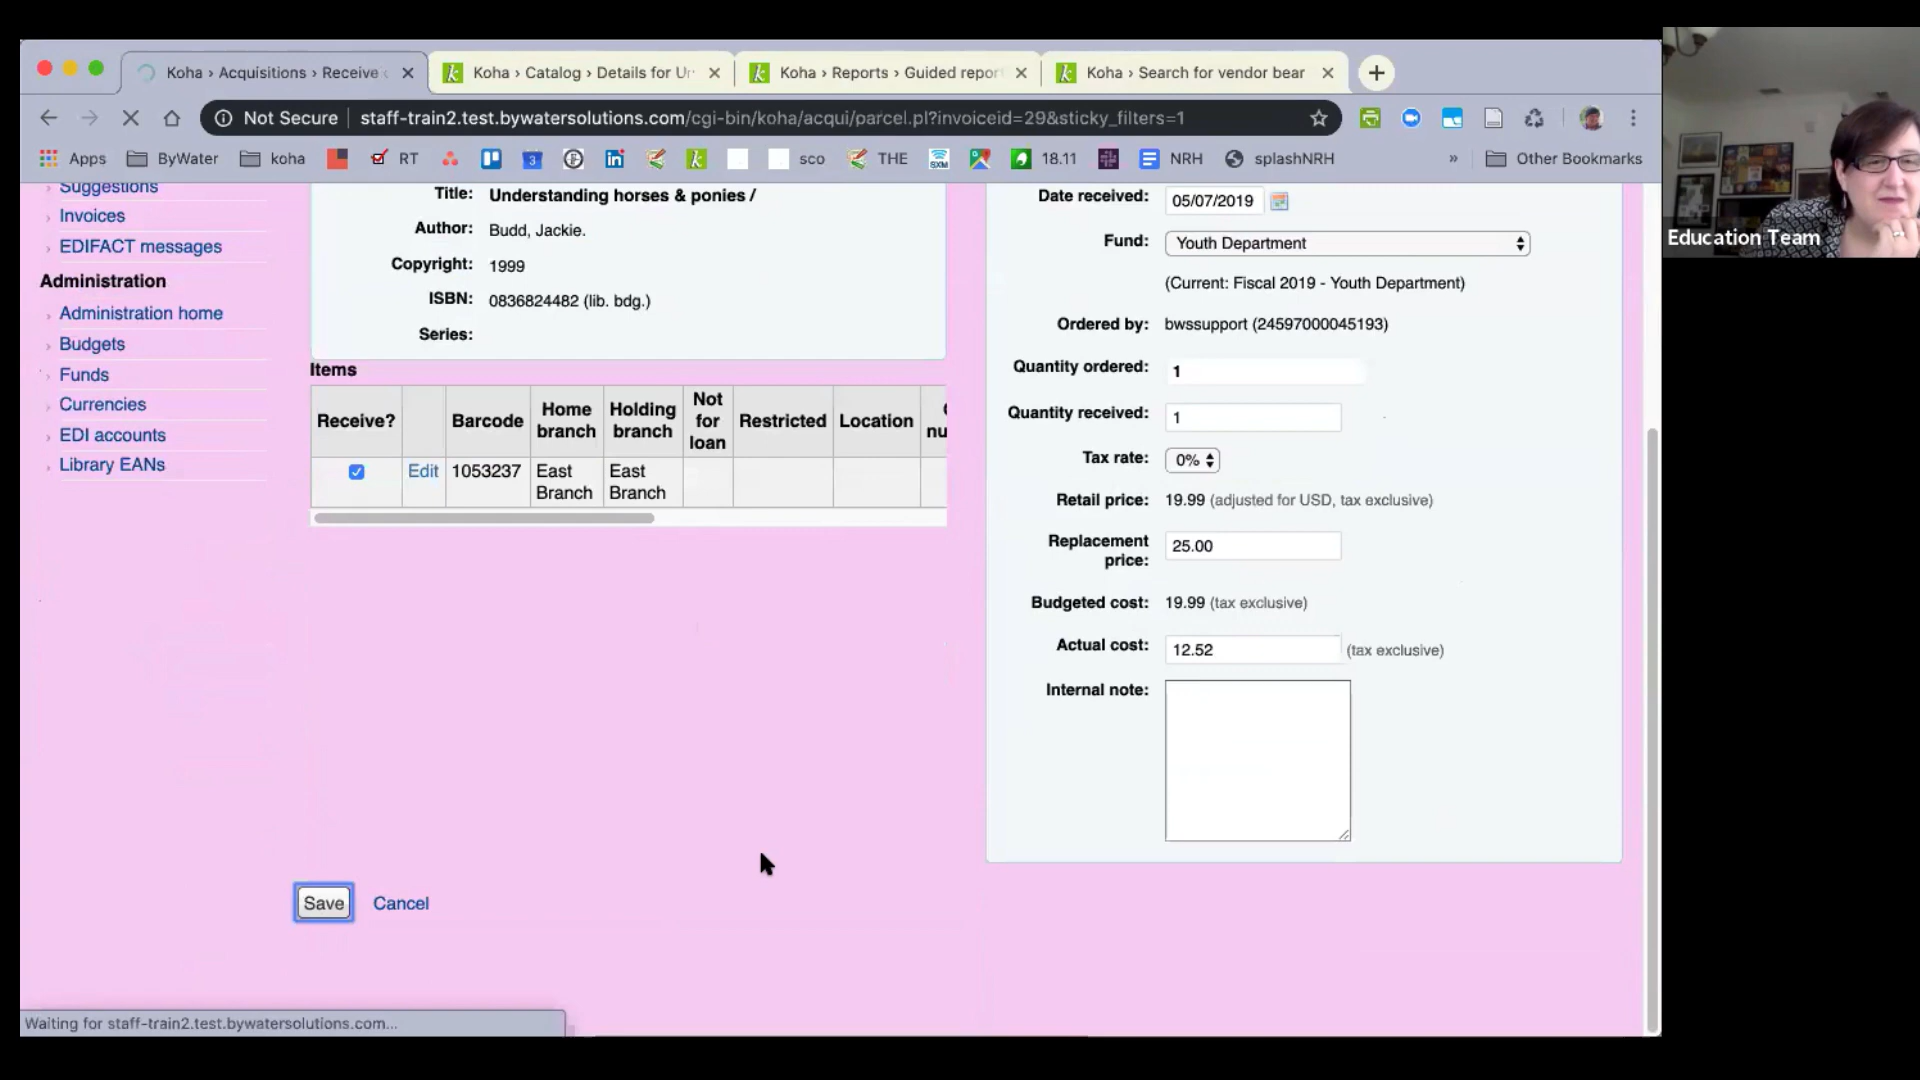 Koha › Acquisitions › Receive
Koha › Catalog › Details for Un
Koha › Reports › Guided repor
Koha › Search for vendor bear
Not Secure
staff-train2.test.bywatersolutions.com/cgi-bin/koha/acqui/parcel.pl?invoiceid=29&sticky_filters=1
Apps
ByWater
koha
RT
sco
THE
18.11
NRH
splashNRH
»
Other Bookmarks
Suggestions
Invoices
EDIFACT messages
Administration
Administration home
Budgets
Funds
Currencies
EDI accounts
Library EANs
Title: Understanding horses & ponies /
Author: Budd, Jackie.
Copyright: 1999
ISBN: 0836824482 (lib. bdg.)
Series:
Items
Receive? Barcode Home branch Holding branch Not for loan Restricted Location
Edit 1053237 East Branch East Branch
Date received: 05/07/2019
Fund: Youth Department
(Current: Fiscal 2019 - Youth Department)
Ordered by: bwssupport (24597000045193)
Quantity ordered: 1
Quantity received: 1
Tax rate: 0%
Retail price: 19.99 (adjusted for USD, tax exclusive)
Replacement price: 25.00
Budgeted cost: 19.99 (tax exclusive)
Actual cost: 12.52 (tax exclusive)
Internal note:
Save
Cancel
Waiting for staff-train2.test.bywatersolutions.com...
Education Team